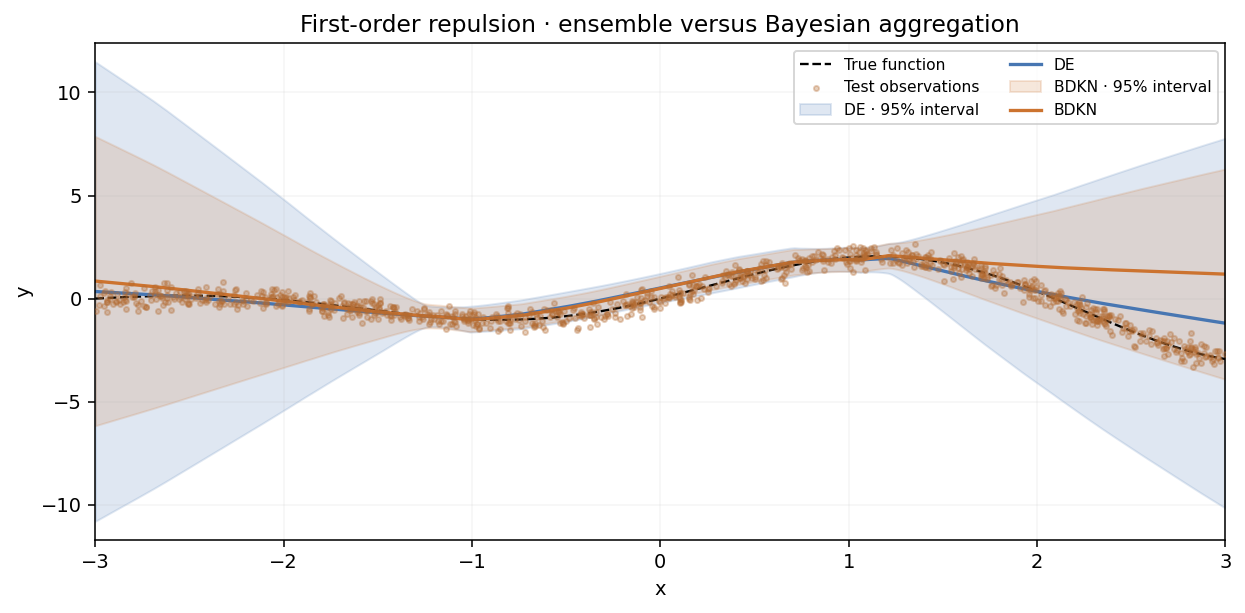 First-order repulsion · ensemble versus Bayesian aggregation
True function
Test observations
DE · 95% interval
DE
BDKN · 95% interval
BDKN
10
5
0
−5
−10
y
−3
−2
−1
0
1
2
3
x